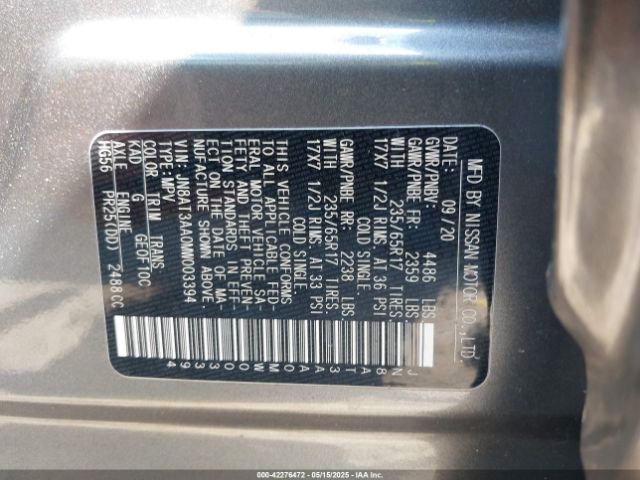 MFD BY NISSAN MOTOR CO.,LTD.
DATE: 09/20
GVWR/PNBV: 4486 LBS
GAWR/PNBE FR: 2359 LBS
WITH 235/65R17 TIRES.
17X7 1/2J RIMS AT 36 PSI
COLD SINGLE.
GAWR/PNBE RR: 2238 LBS
WITH 235/65R17 TIRES.
17X7 1/2J RIMS AT 33 PSI
COLD SINGLE.
THIS VEHICLE CONFORMS
TO ALL APPLICABLE FED-
ERAL MOTOR VEHICLE SA-
FETY AND THEFT PREVEN-
TION STANDARDS IN EFF-
ECT ON THE DATE OF MA-
NUFACTURE SHOWN ABOVE.
VIN:JN8AT3AA0MW003394
TYPE:MPV
COLOR TRIM TRANS
KAD G GE0F10C
AXLE ENGINE
HG56 PR25(DD) 2488CC
JN8AT3AA0MW003394
000-42276472 - 05/15/2025 - IAAI.COM